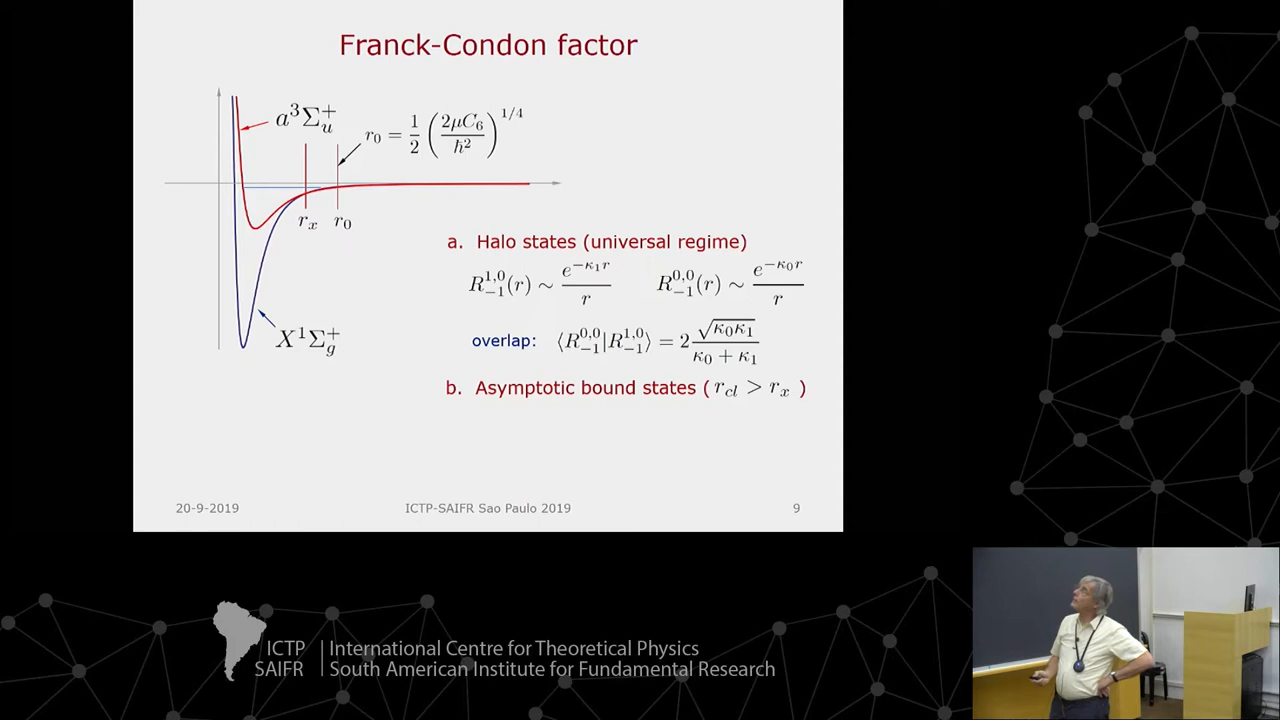 Franck-Condon factor
a³Σ⁺ᵤ
r₀ = 1/2 (2μC₆/ħ²)^1/4
rₓ r₀
X¹Σ⁺g
a. Halo states (universal regime)
R₋₁^1,0(r) ∼ e^−κ₁r / r R₋₁^0,0(r) ∼ e^−κ₀r / r
overlap: ⟨R₋₁^0,0|R₋₁^1,0⟩ = 2 √κ₀κ₁ / κ₀ + κ₁
b. Asymptotic bound states ( r_cl > rₓ )
20-9-2019 ICTP-SAIFR Sao Paulo 2019 9
ICTP International Centre for Theoretical Physics
SAIFR South American Institute for Fundamental Research